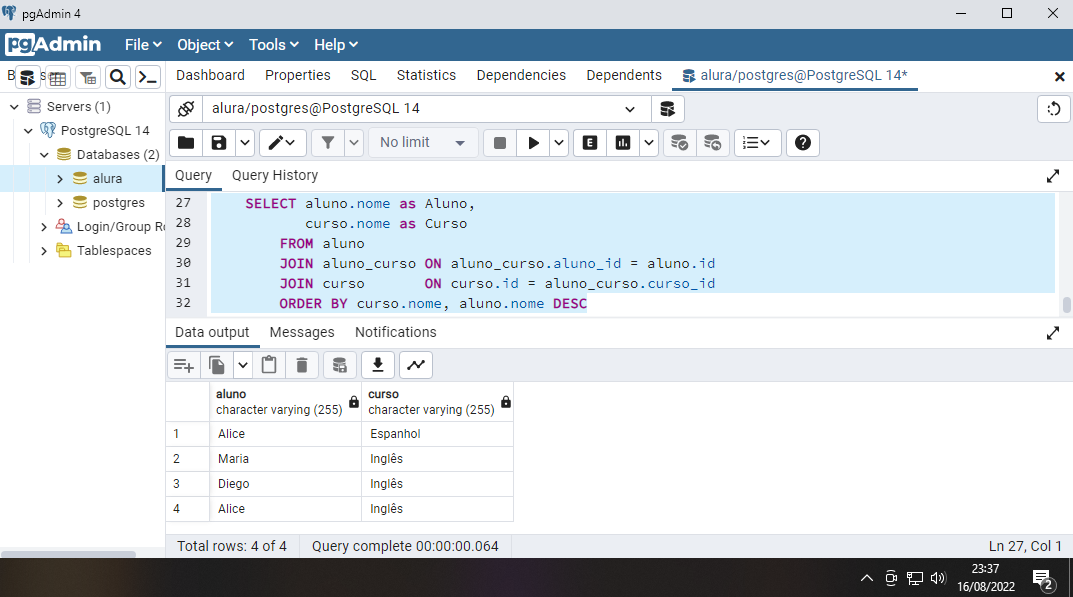 pgAdmin 4
pgAdmin File Object Tools Help
Dashboard Properties SQL Statistics Dependencies Dependents alura/postgres@PostgreSQL 14*
Servers (1)
PostgreSQL 14
Databases (2)
alura
postgres
Login/Group Ro
Tablespaces
alura/postgres@PostgreSQL 14
No limit
E
Query Query History
27 SELECT aluno.nome as Aluno,
28 curso.nome as Curso
29 FROM aluno
30 JOIN aluno_curso ON aluno_curso.aluno_id = aluno.id
31 JOIN curso ON curso.id = aluno_curso.curso_id
32 ORDER BY curso.nome, aluno.nome DESC
Data output Messages Notifications
aluno curso
character varying (255) character varying (255)
1 Alice Espanhol
2 Maria Inglês
3 Diego Inglês
4 Alice Inglês
Total rows: 4 of 4 Query complete 00:00:00.064 Ln 27, Col 1
23:37
16/08/2022
2